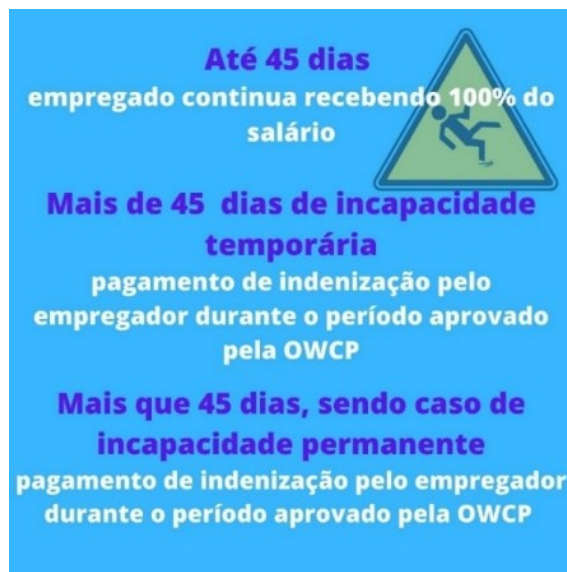 Até 45 dias
empregado continua recebendo 100% do
salário
Mais de 45 dias de incapacidade
temporária
pagamento de indenização pelo
empregador durante o período aprovado
pela OWCP
Mais que 45 dias, sendo caso de
incapacidade permanente
pagamento de indenização pelo empregador
durante o período aprovado pela OWCP